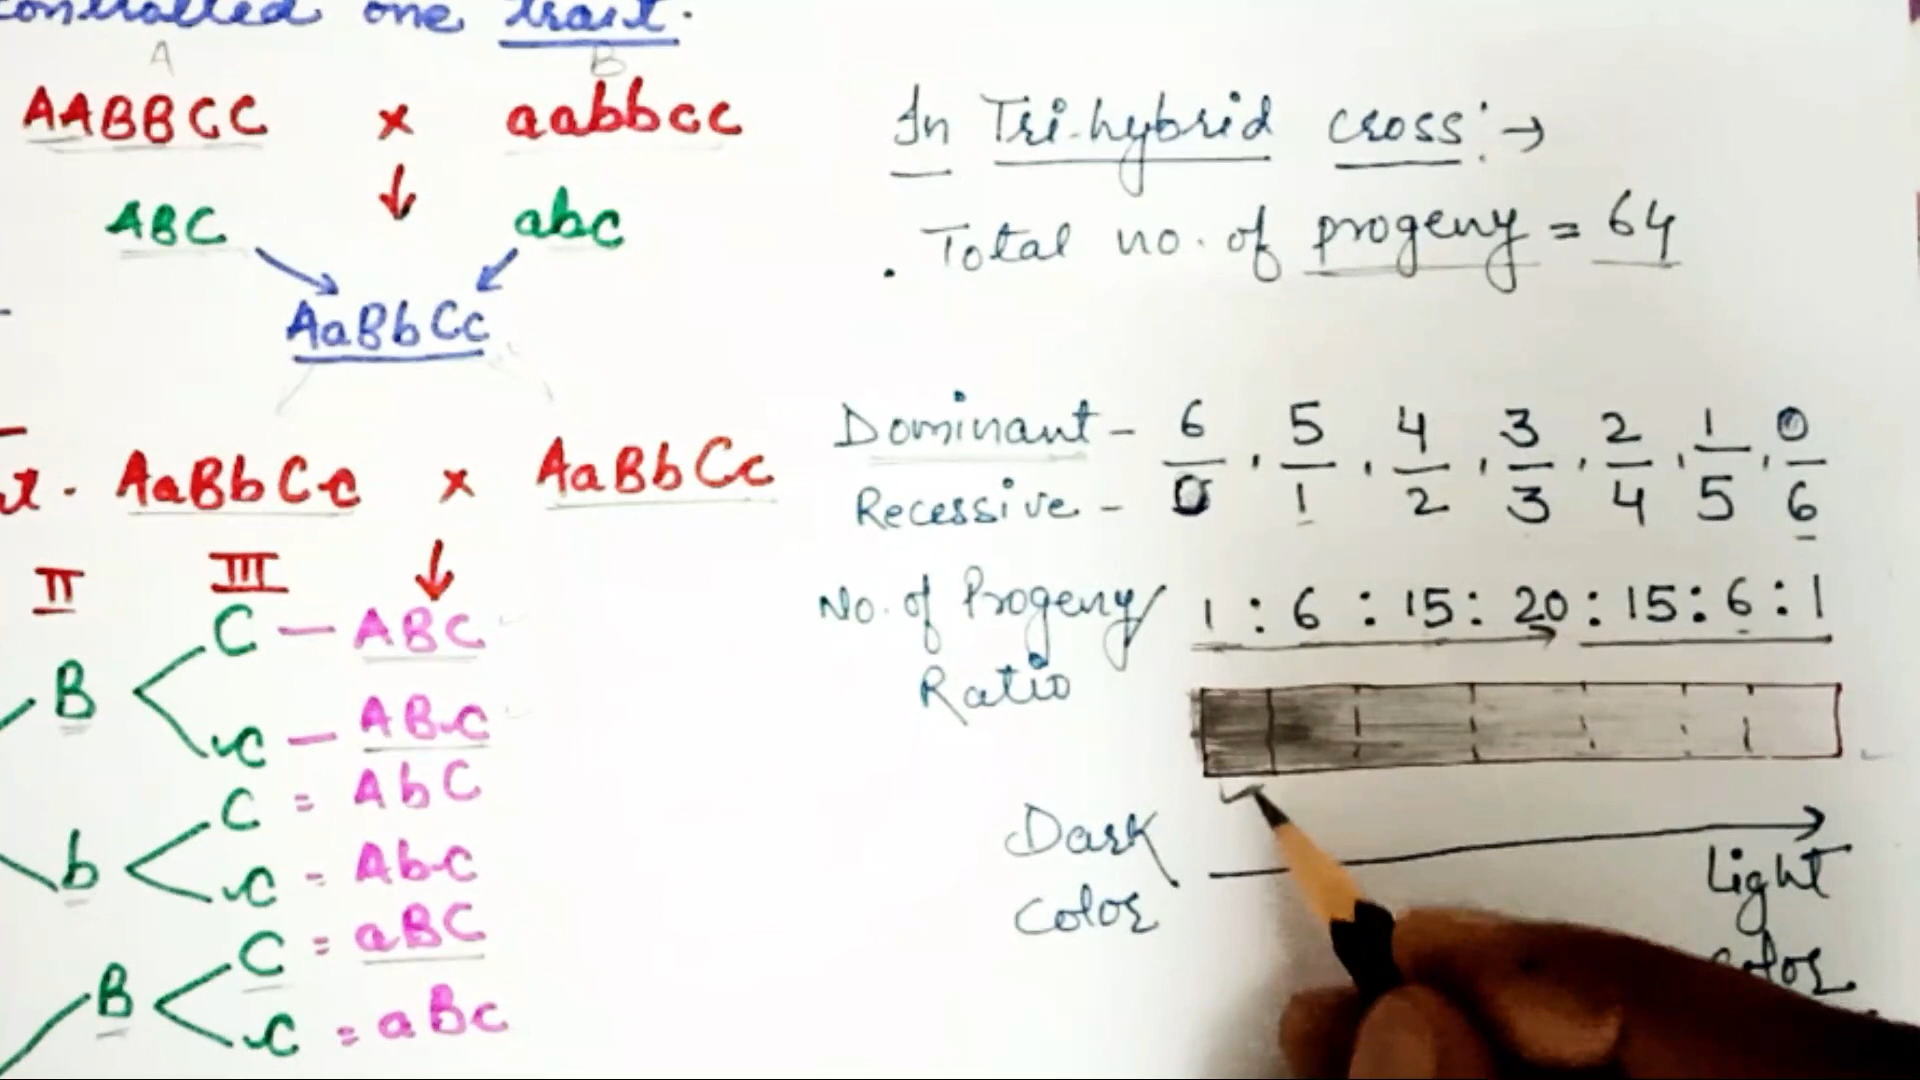 controlled one trait.
A B
AABBCC × aabbcc
ABC abc
AaBbCc
AaBbCc × AaBbCc
II III
B C — ABC
c — ABc
b C = AbC
c = Abc
B C = aBC
c = aBc
In Tri-hybrid cross:→
. Total no. of progeny = 64
Dominant - 6 , 5 , 4 , 3 , 2 , 1 , 0
Recessive - 0 1 2 3 4 5 6
No. of Progeny/ 1 : 6 : 15 : 20 : 15 : 6 : 1
Ratio
Dark Light
color color